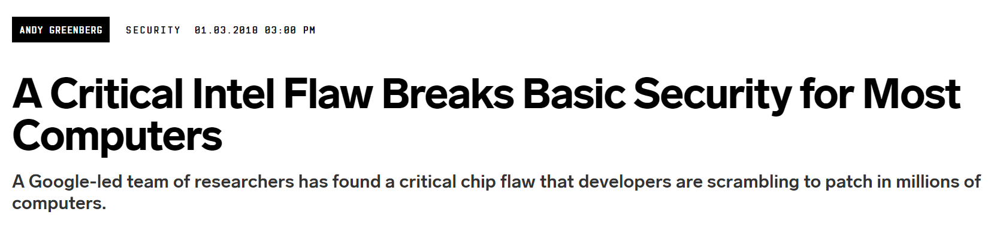 ANDY GREENBERG SECURITY 01.03.2018 03:00 PM
A Critical Intel Flaw Breaks Basic Security for Most
Computers
A Google-led team of researchers has found a critical chip flaw that developers are scrambling to patch in millions of
computers.